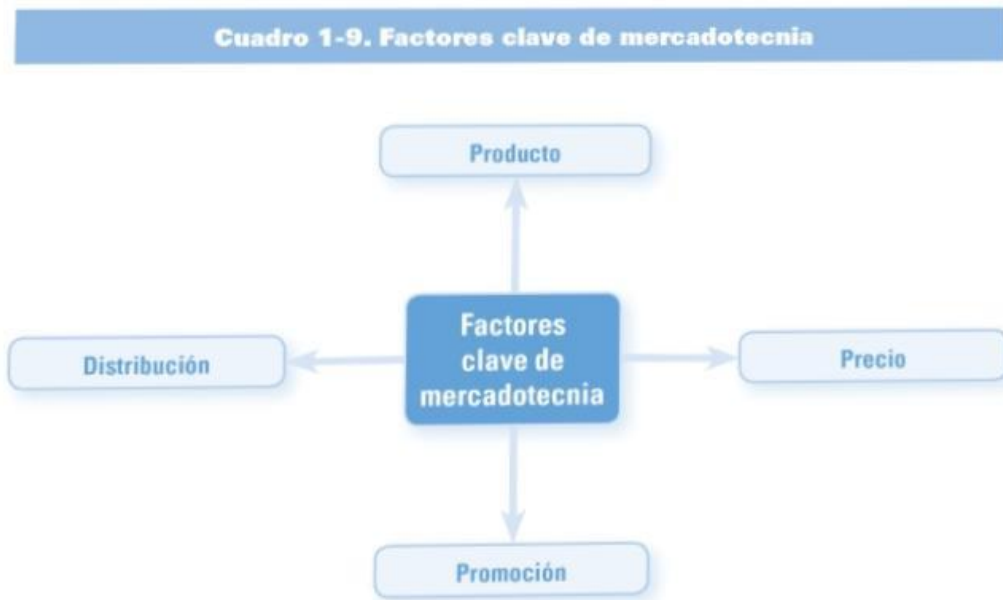 Cuadro 1-9. Factores clave de mercadotecnia
Producto
Factores
clave de
mercadotecnia
Distribución
Precio
Promoción